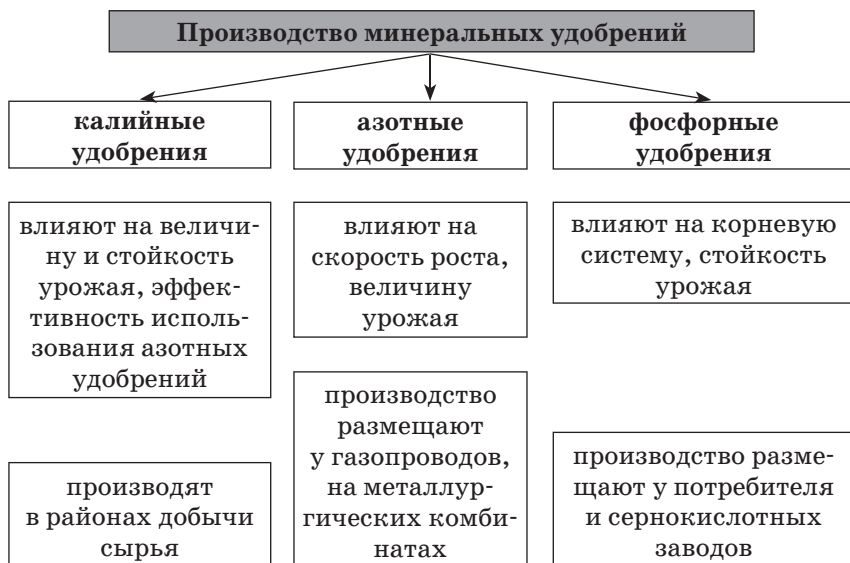 Производство минеральных удобрений
калийные
удобрения
азотные
удобрения
фосфорные
удобрения
влияют на величи-
ну и стойкость
урожая, эффек-
тивность исполь-
зования азотных
удобрений
влияют на
скорость роста,
величину
урожая
влияют на корневую
систему, стойкость
урожая
производят
в районах добычи
сырья
производство
размещают
у газопроводов,
на металлур-
гических комби-
натах
производство разме-
щают у потребителя
и сернокислотных
заводов